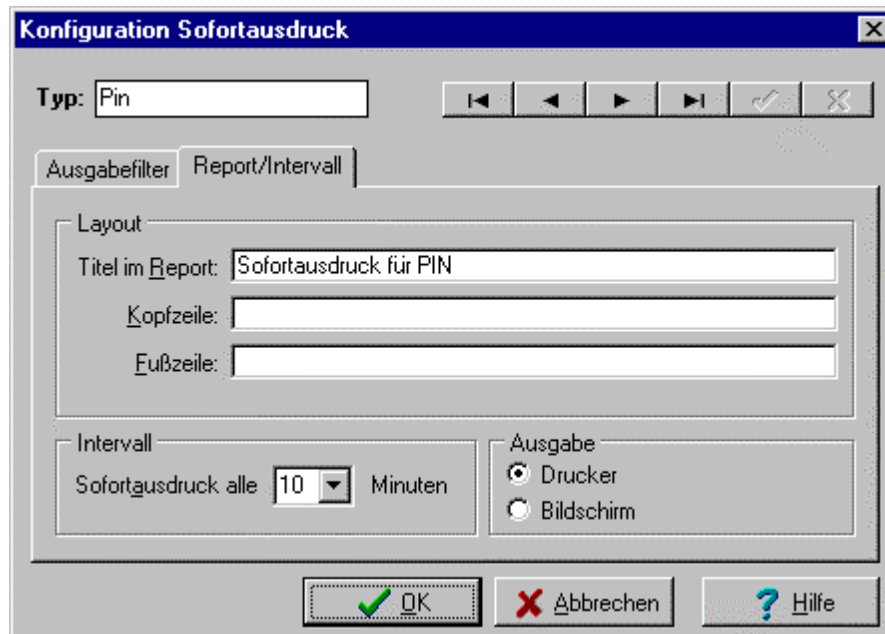 Konfiguration Sofortausdruck
Typ: Pin
Ausgabefilter Report/Intervall
Layout
Titel im Report: Sofortausdruck für PIN
Kopfzeile:
Fußzeile:
Intervall
Sofortausdruck alle 10 Minuten
Ausgabe
Drucker
Bildschirm
OK Abbrechen Hilfe